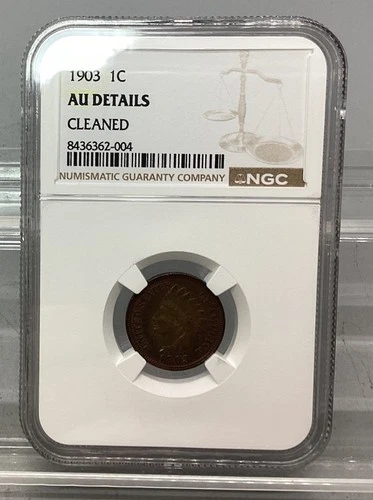 1903 1C
AU DETAILS
CLEANED
8436362-004
NUMISMATIC GUARANTY COMPANY NGC